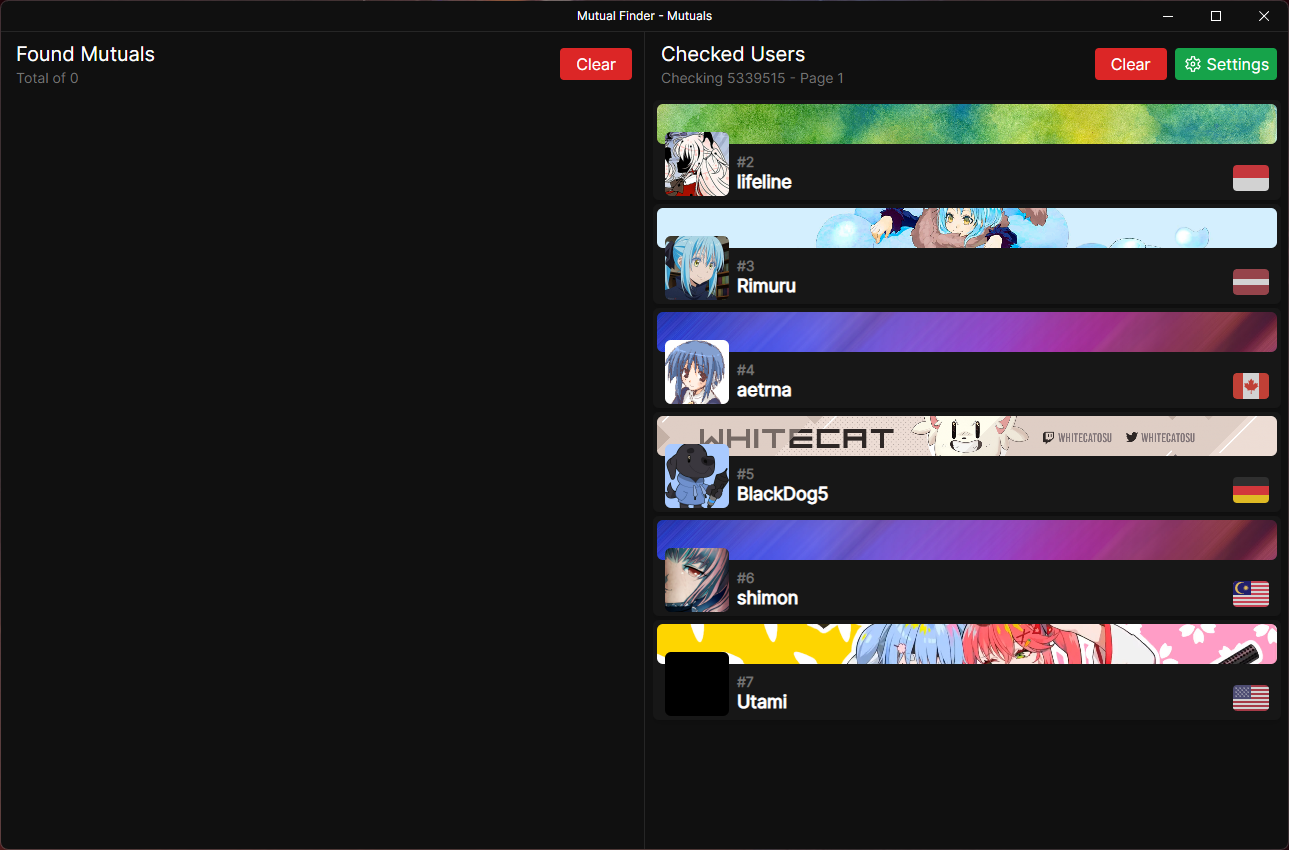 Mutual Finder - Mutuals
Found Mutuals
Total of 0
Clear
Checked Users
Checking 5339515 - Page 1
Clear
Settings
#2
lifeline
#3
Rimuru
#4
aetrna
WHITECAT
WHITECATOSU
WHITECATOSU
#5
BlackDog5
#6
shimon
#7
Utami